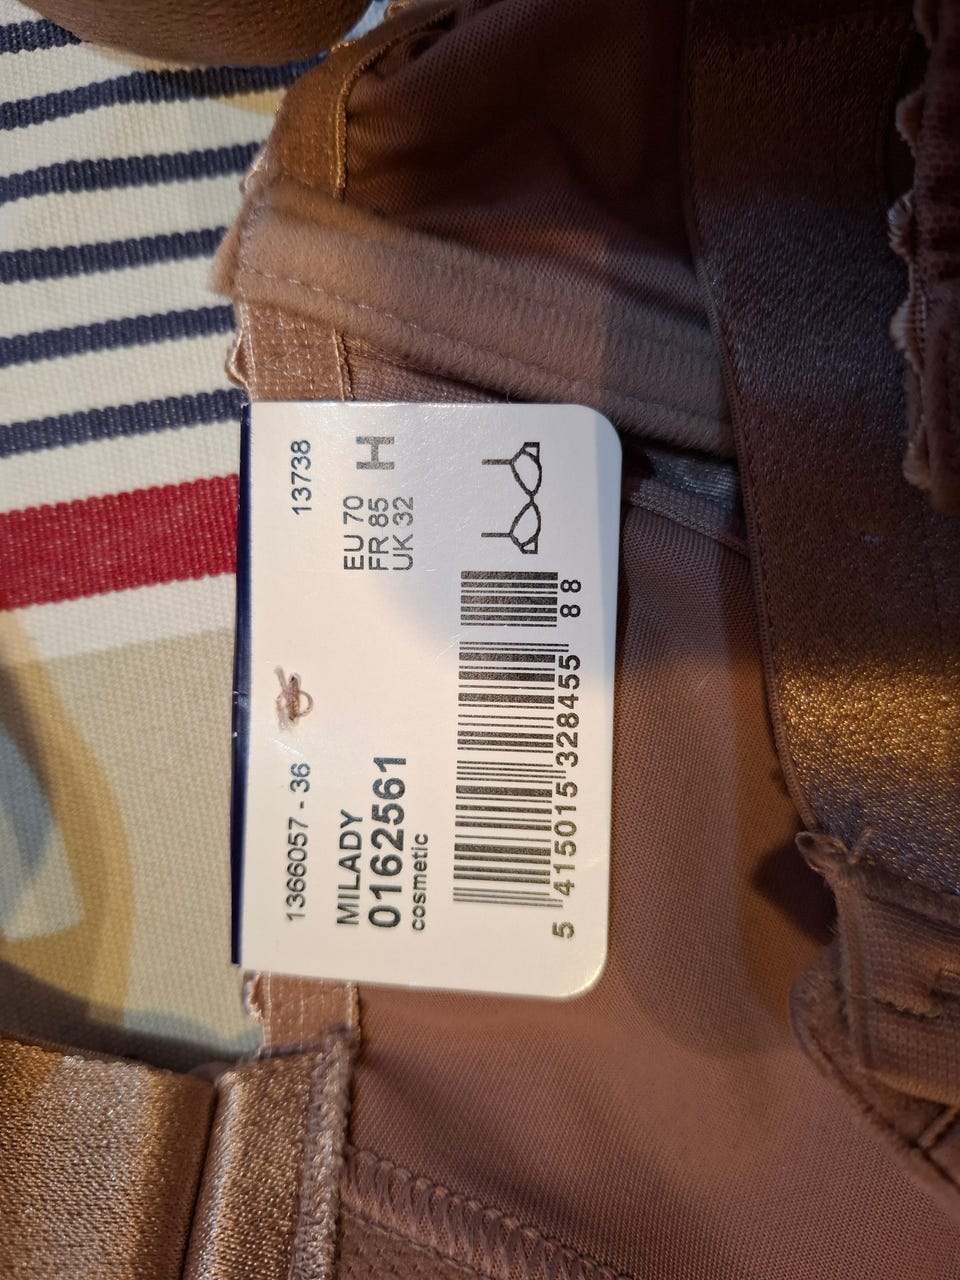 1366057 - 36
13738
MILADY
0162561
cosmetic
EU 70
FR 85
UK 32
H
5 415015 328455
88